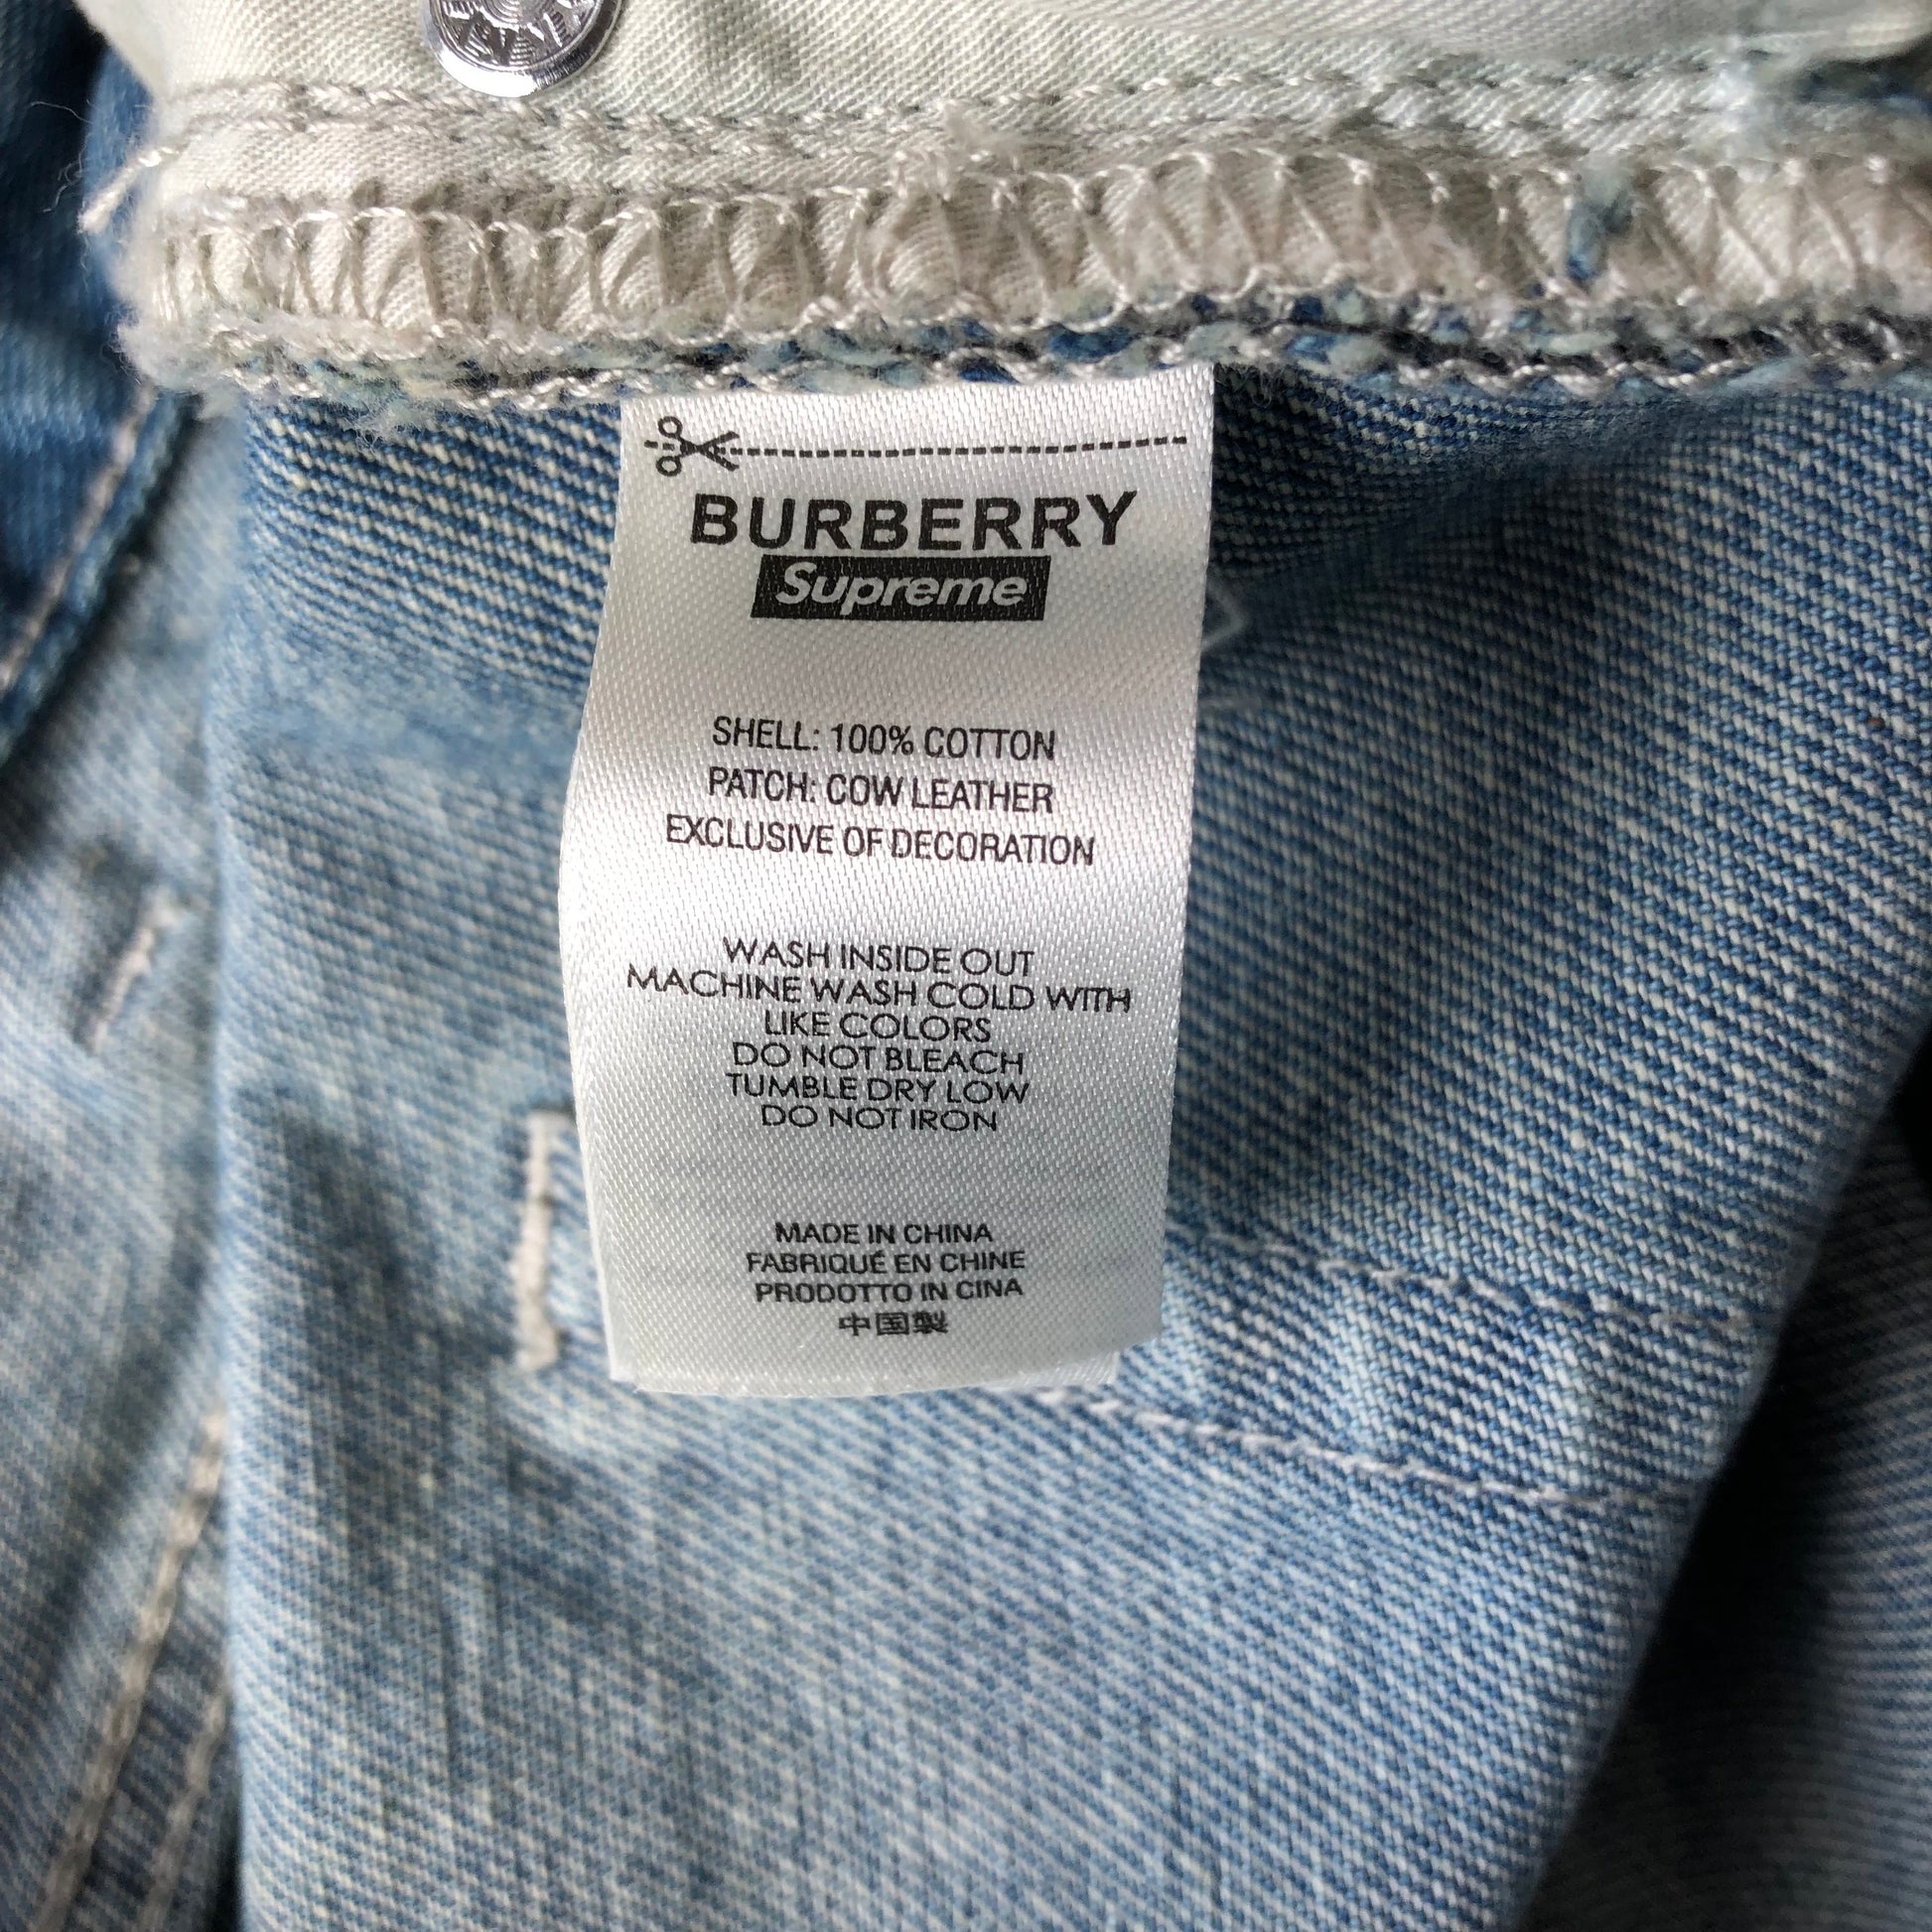 BURBERRY
Supreme
SHELL: 100% COTTON
PATCH: COW LEATHER
EXCLUSIVE OF DECORATION
WASH INSIDE OUT
MACHINE WASH COLD WITH
LIKE COLORS
DO NOT BLEACH
TUMBLE DRY LOW
DO NOT IRON
MADE IN CHINA
FABRIQUÉ EN CHINE
PRODOTTO IN CINA
中国製